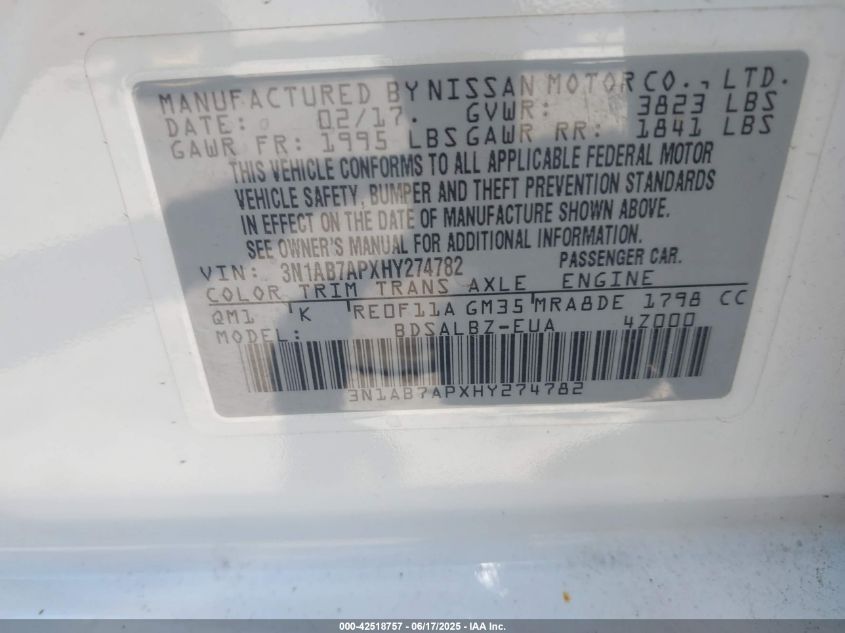 MANUFACTURED BY NISSAN MOTOR CO., LTD.
DATE: 02/17. GVWR: 3823 LBS
GAWR FR: 1995 LBS GAWR RR: 1841 LBS
THIS VEHICLE CONFORMS TO ALL APPLICABLE FEDERAL MOTOR
VEHICLE SAFETY, BUMPER AND THEFT PREVENTION STANDARDS
IN EFFECT ON THE DATE OF MANUFACTURE SHOWN ABOVE.
SEE OWNER'S MANUAL FOR ADDITIONAL INFORMATION
VIN: 3N1AB7APXHY274782 PASSENGER CAR.
COLOR TRIM TRANS AXLE ENGINE
QM1 K RE0F11A GM35 MRA8DE 1798 CC
MODEL: BDSALBZ-EUA 4Z000
3N1AB7APXHY274782
000-42518757 - 06/17/2025 - IAA Inc.